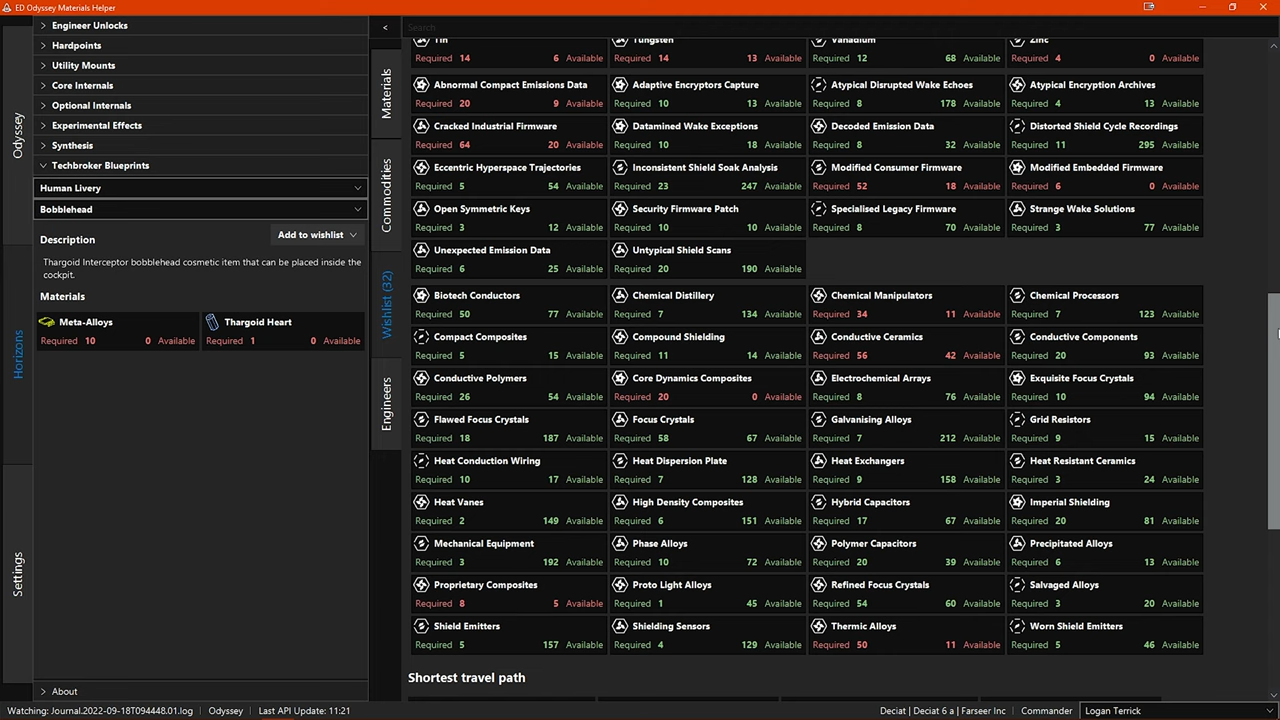 ED Odyssey Materials Helper
Odyssey
Horizons
Settings
Engineer Unlocks
Hardpoints
Utility Mounts
Core Internals
Optional Internals
Experimental Effects
Synthesis
Techbroker Blueprints
Human Livery
Bobblehead
Description
Add to wishlist
Thargoid Interceptor bobblehead cosmetic item that can be placed inside the
cockpit.
Materials
Meta-Alloys Thargoid Heart
Required 10 0 Available Required 1 0 Available
About
<
Materials
Commodities
Wishlist (32)
Engineers
Search
Tin Tungsten Vanadium Zinc
Required 14 6 Available Required 14 13 Available Required 12 68 Available Required 4 0 Available
Abnormal Compact Emissions Data Adaptive Encryptors Capture Atypical Disrupted Wake Echoes Atypical Encryption Archives
Required 20 9 Available Required 10 13 Available Required 8 178 Available Required 4 13 Available
Cracked Industrial Firmware Datamined Wake Exceptions Decoded Emission Data Distorted Shield Cycle Recordings
Required 64 20 Available Required 10 18 Available Required 8 32 Available Required 11 295 Available
Eccentric Hyperspace Trajectories Inconsistent Shield Soak Analysis Modified Consumer Firmware Modified Embedded Firmware
Required 5 54 Available Required 23 247 Available Required 52 18 Available Required 6 0 Available
Open Symmetric Keys Security Firmware Patch Specialised Legacy Firmware Strange Wake Solutions
Required 3 12 Available Required 10 10 Available Required 8 70 Available Required 3 77 Available
Unexpected Emission Data Untypical Shield Scans
Required 6 25 Available Required 20 190 Available
Biotech Conductors Chemical Distillery Chemical Manipulators Chemical Processors
Required 50 77 Available Required 7 134 Available Required 34 11 Available Required 7 123 Available
Compact Composites Compound Shielding Conductive Ceramics Conductive Components
Required 5 15 Available Required 11 14 Available Required 56 42 Available Required 20 93 Available
Conductive Polymers Core Dynamics Composites Electrochemical Arrays Exquisite Focus Crystals
Required 26 54 Available Required 20 0 Available Required 8 76 Available Required 10 94 Available
Flawed Focus Crystals Focus Crystals Galvanising Alloys Grid Resistors
Required 18 187 Available Required 58 67 Available Required 7 212 Available Required 9 15 Available
Heat Conduction Wiring Heat Dispersion Plate Heat Exchangers Heat Resistant Ceramics
Required 10 17 Available Required 7 128 Available Required 9 158 Available Required 3 24 Available
Heat Vanes High Density Composites Hybrid Capacitors Imperial Shielding
Required 2 149 Available Required 6 151 Available Required 17 67 Available Required 20 81 Available
Mechanical Equipment Phase Alloys Polymer Capacitors Precipitated Alloys
Required 3 192 Available Required 10 72 Available Required 20 39 Available Required 6 13 Available
Proprietary Composites Proto Light Alloys Refined Focus Crystals Salvaged Alloys
Required 8 5 Available Required 1 45 Available Required 54 60 Available Required 3 20 Available
Shield Emitters Shielding Sensors Thermic Alloys Worn Shield Emitters
Required 5 157 Available Required 4 129 Available Required 50 11 Available Required 5 46 Available
Shortest travel path
Watching: Journal.2022-09-18T094448.01.log Odyssey Last API Update: 11:21 Deciat | Deciat 6 a | Farseer Inc Commander Logan Terrick